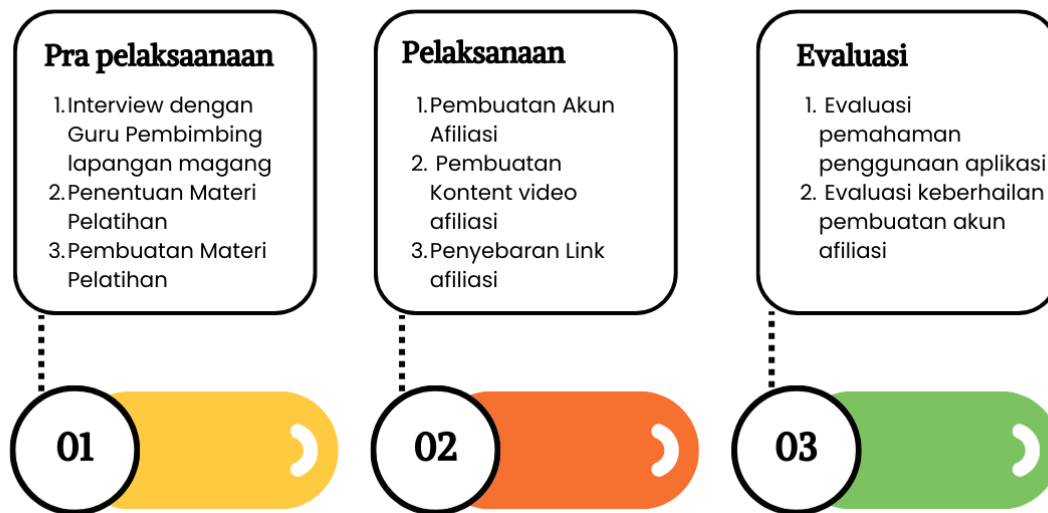 Pra pelaksaanaan
1.Interview dengan
Guru Pembimbing
lapangan magang
2.Penentuan Materi
Pelatihan
3.Pembuatan Materi
Pelatihan
01
Pelaksanaan
1.Pembuatan Akun
Afiliasi
2. Pembuatan
Kontent video
afiliasi
3.Penyebaran Link
afiliasi
02
Evaluasi
1. Evaluasi
pemahaman
penggunaan aplikasi
2. Evaluasi keberhailan
pembuatan akun
afiliasi
03